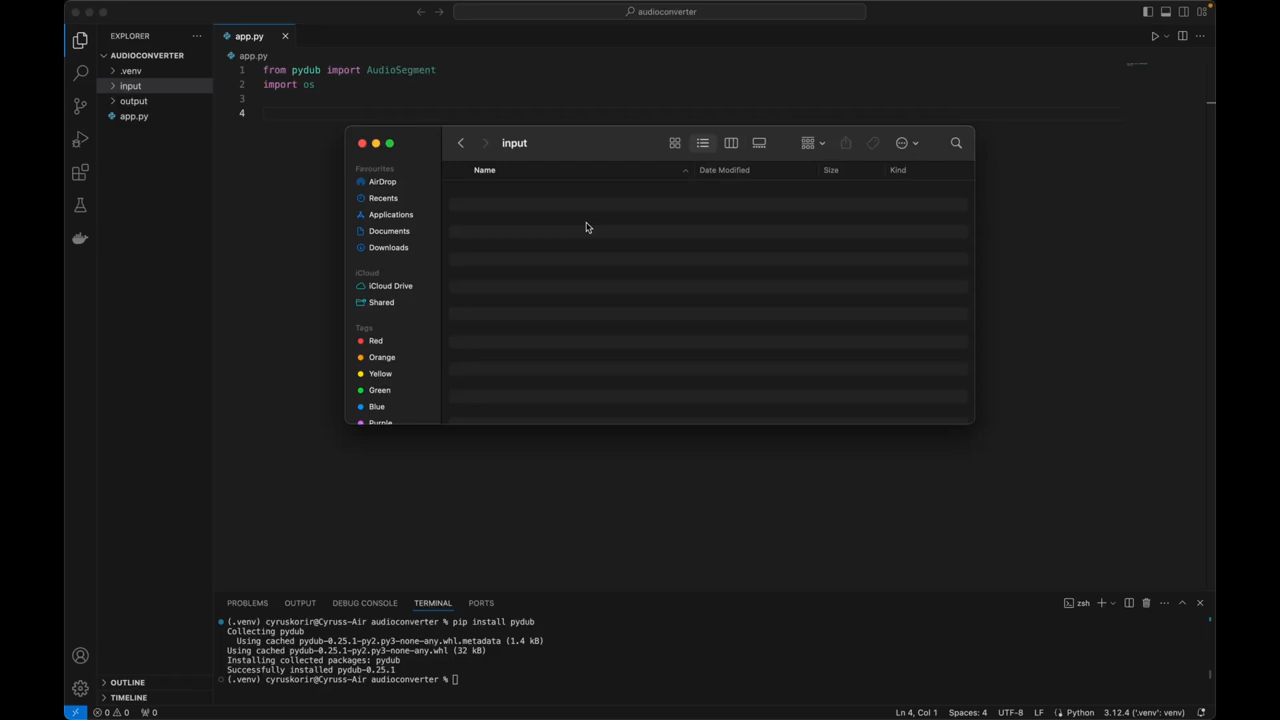 audioconverter
EXPLORER
AUDIOCONVERTER
.venv
input
output
app.py
OUTLINE
TIMELINE
app.py
app.py
1 from pydub import AudioSegment
2 import os
3
4
input
Favourites
AirDrop
Recents
Applications
Documents
Downloads
iCloud
iCloud Drive
Shared
Tags
Red
Orange
Yellow
Green
Blue
Purple
Name Date Modified Size Kind
PROBLEMS OUTPUT DEBUG CONSOLE TERMINAL PORTS
zsh
(.venv) cyruskorir@Cyruss-Air audioconverter % pip install pydub
Collecting pydub
Using cached pydub-0.25.1-py2.py3-none-any.whl.metadata (1.4 kB)
Using cached pydub-0.25.1-py2.py3-none-any.whl (32 kB)
Installing collected packages: pydub
Successfully installed pydub-0.25.1
(.venv) cyruskorir@Cyruss-Air audioconverter %
0 0 0 Ln 4, Col 1 Spaces: 4 UTF-8 LF Python 3.12.4 ('.venv': venv)